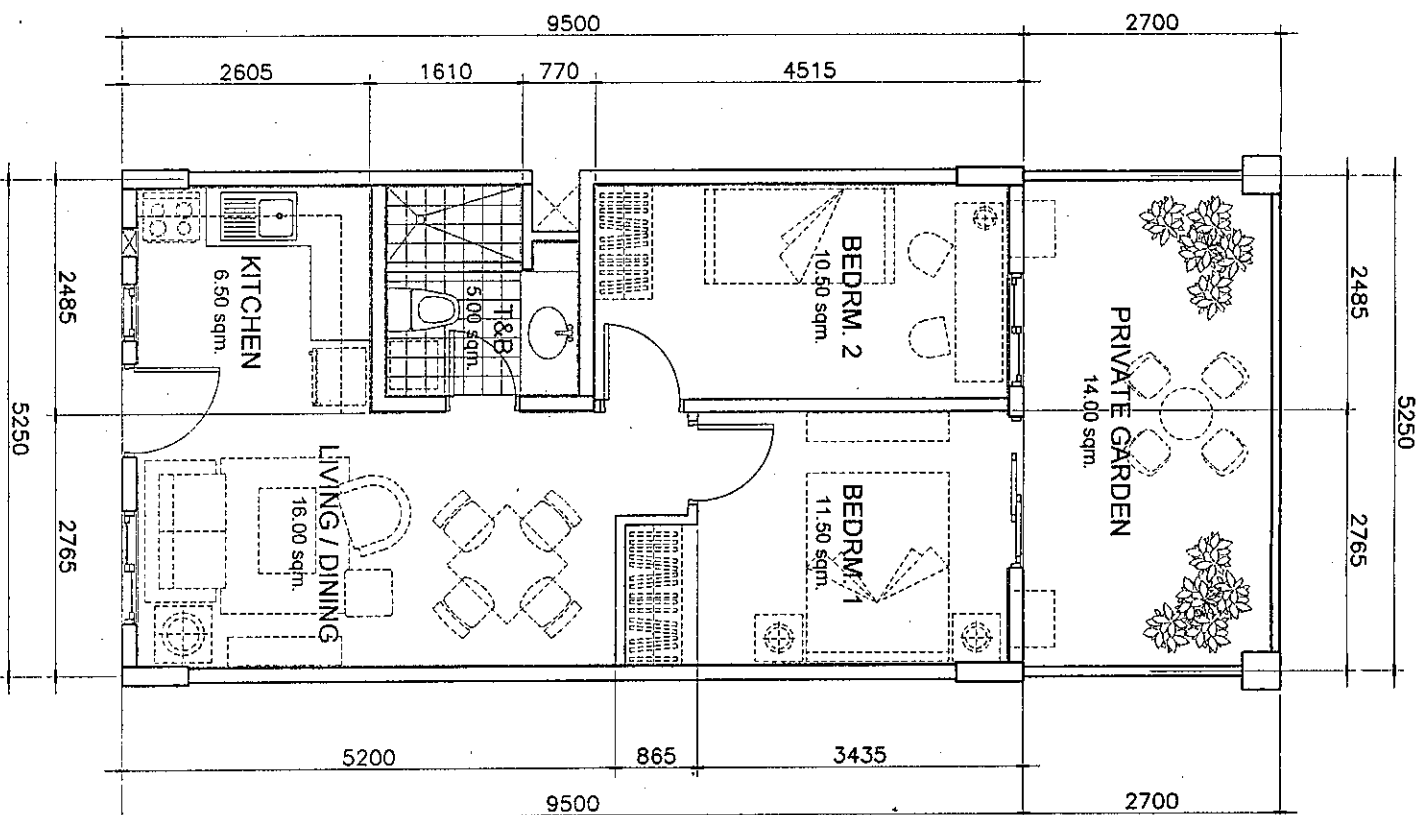 9500
2700
2605
1610
770
4515
KITCHEN
6.50 sqm.
T&B
5.00 sqm.
BEDRM. 2
10.50 sqm.
PRIVATE GARDEN
14.00 sqm.
LIVING / DINING
16.00 sqm.
BEDRM. 1
11.50 sqm.
2485
5250
2765
2485
5250
2765
5200
865
3435
9500
2700